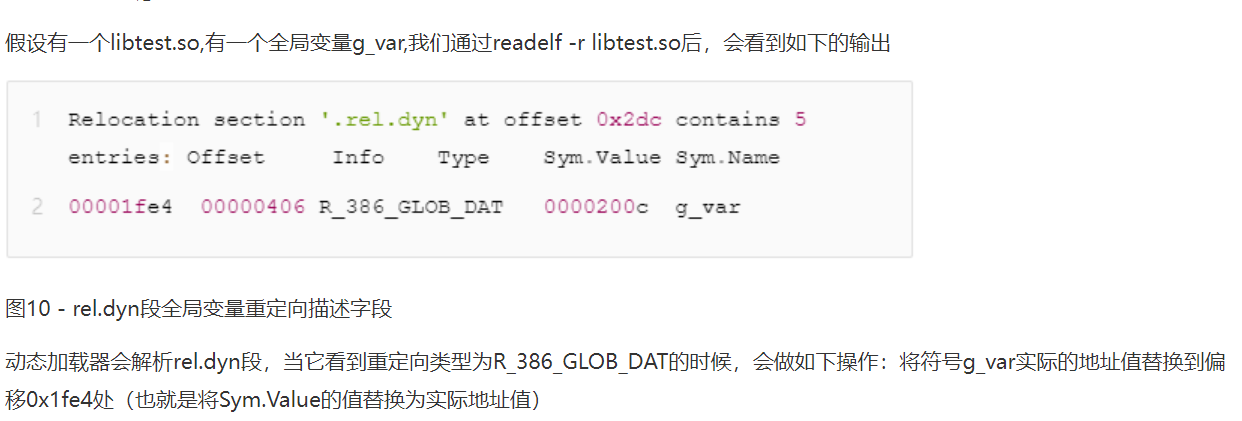 假设有一个libtest.so,有一个全局变量g_var,我们通过readelf -r libtest.so后，会看到如下的输出
1 Relocation section '.rel.dyn' at offset 0x2dc contains 5
entries: Offset Info Type Sym.Value Sym.Name
2 00001fe4 00000406 R_386_GLOB_DAT 0000200c g_var
图10 - rel.dyn段全局变量重定向描述字段
动态加载器会解析rel.dyn段，当它看到重定向类型为R_386_GLOB_DAT的时候，会做如下操作：将符号g_var实际的地址值替换到偏
移0x1fe4处（也就是将Sym.Value的值替换为实际地址值）